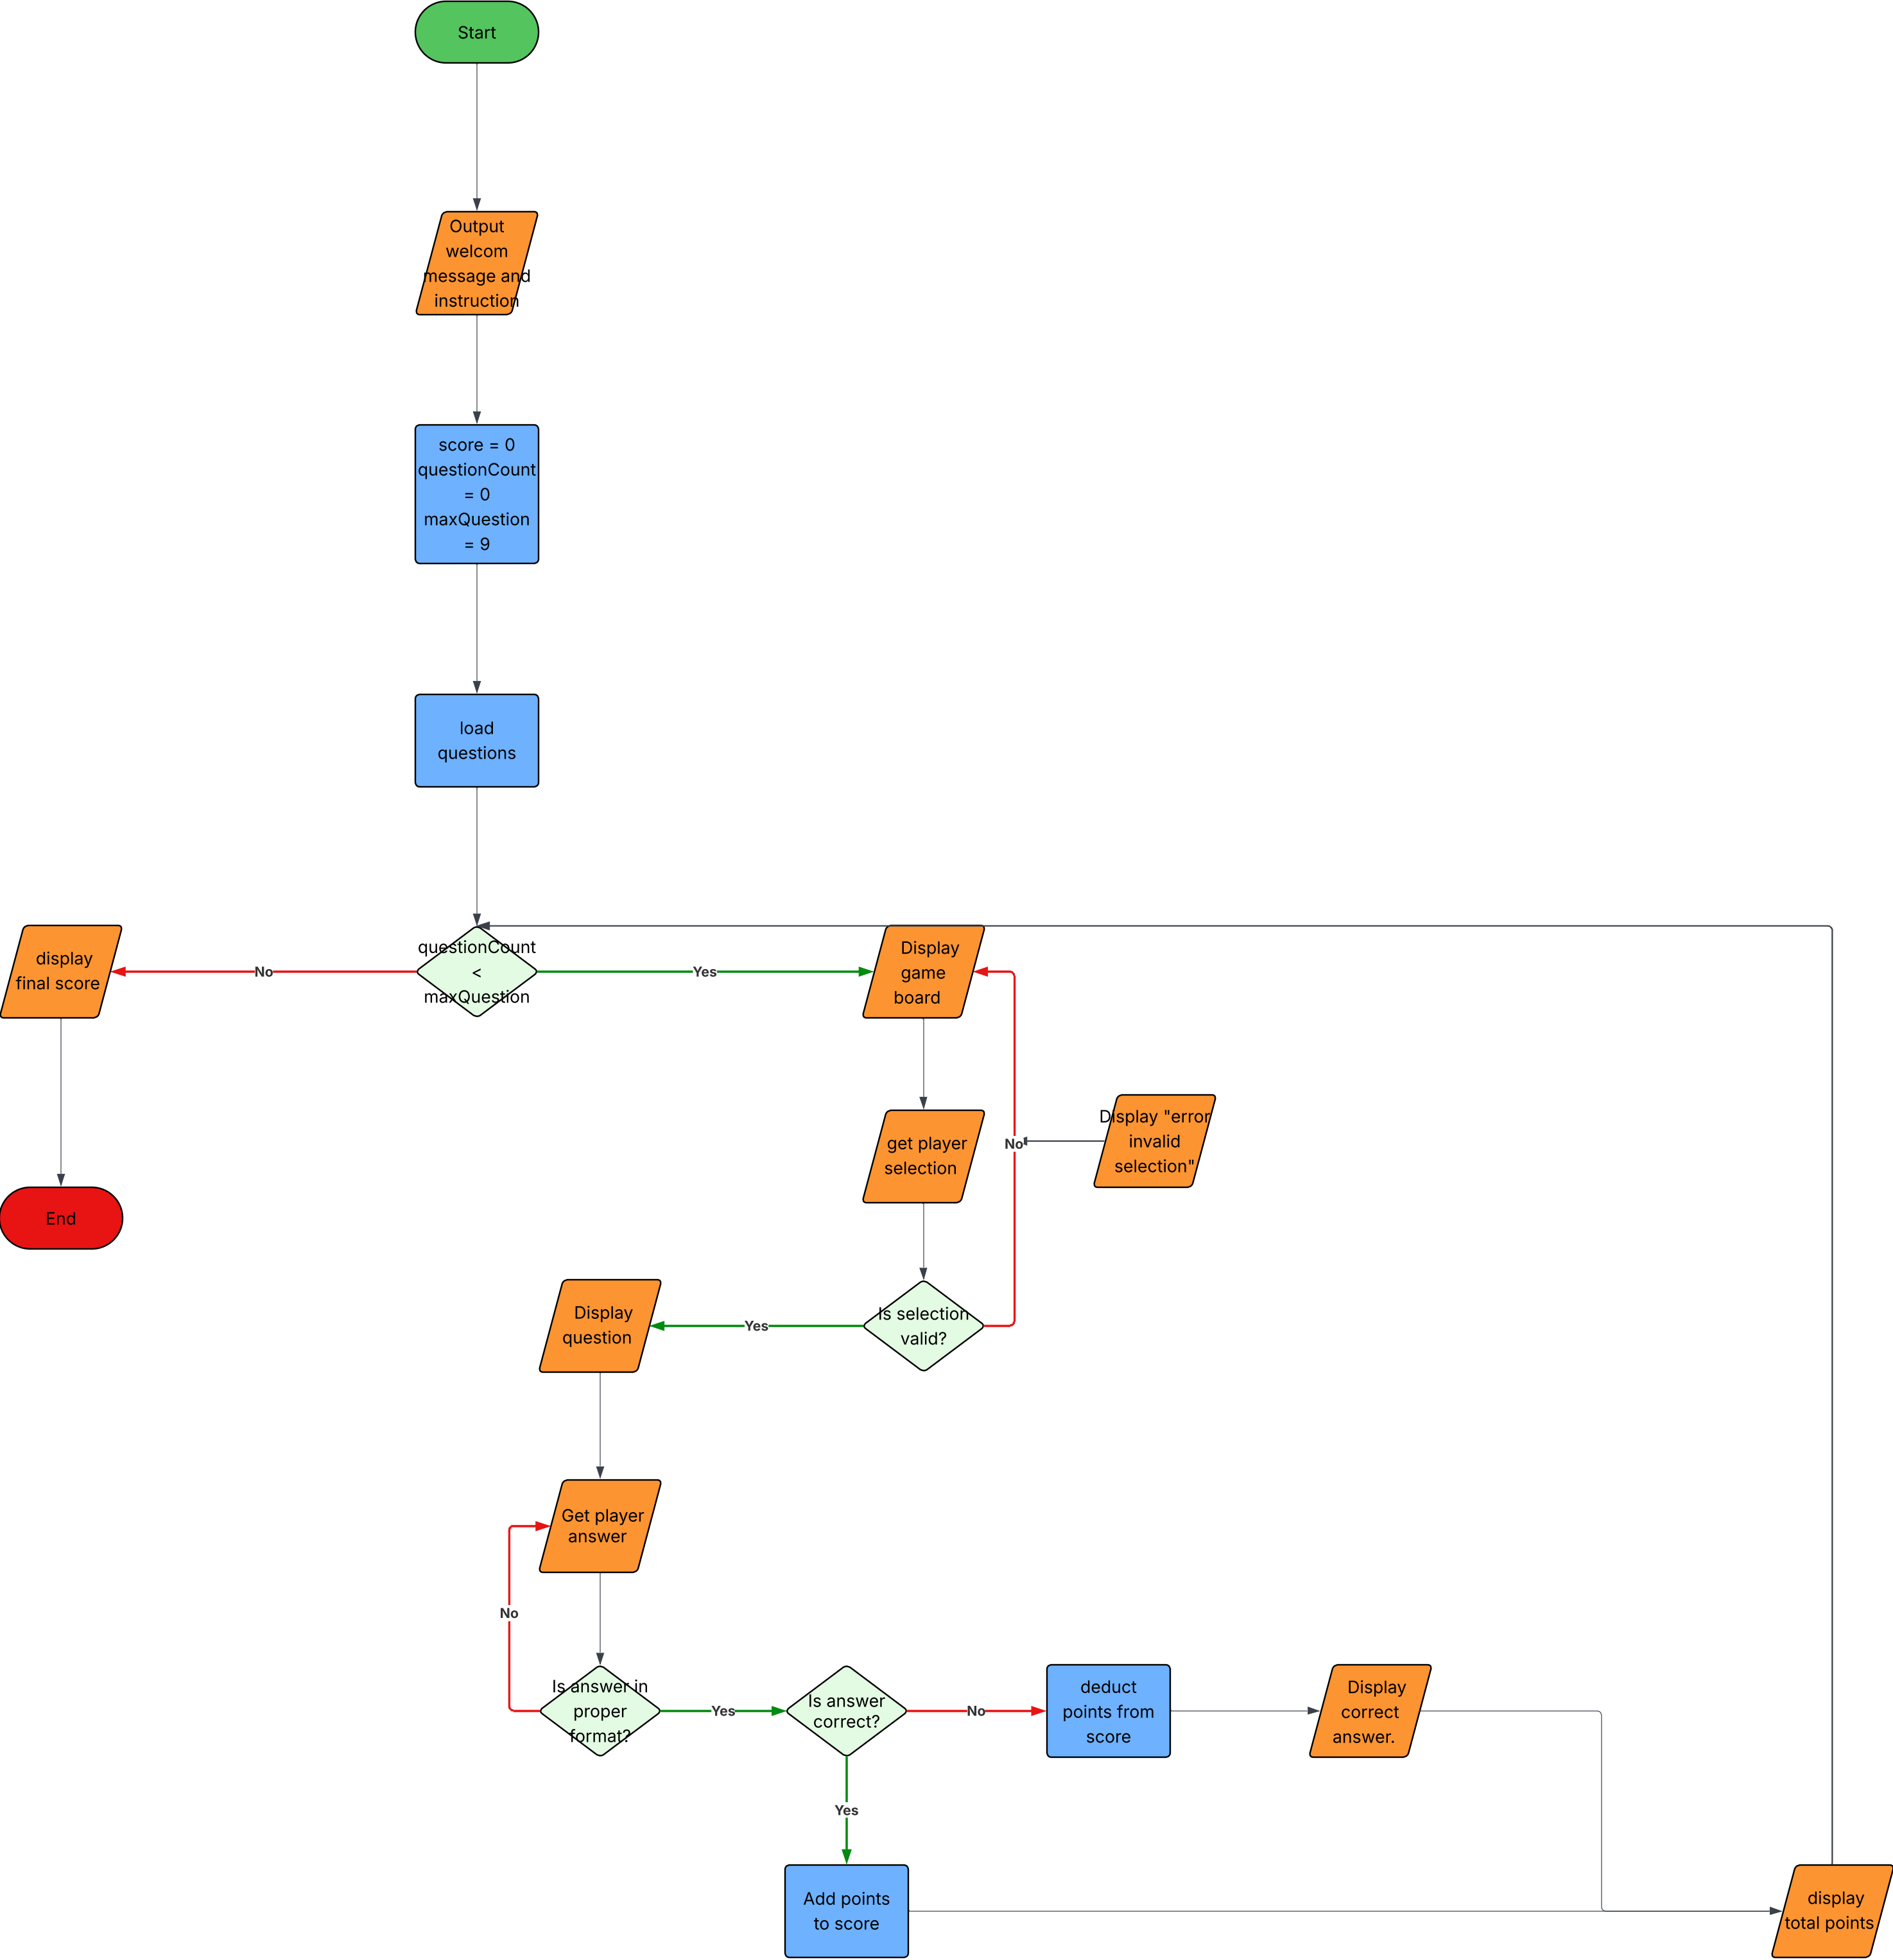 Start
Output
welcom
message and
instruction
score = 0
questionCount
= 0
maxQuestion
= 9
load
questions
display
final score
No
questionCount
<
maxQuestion
Yes
Display
game
board
get player
selection
No
Display "error
invalid
selection"
End
Display
question
Yes
Is selection
valid?
Get player
answer
No
Is answer in
proper
format?
Yes
Is answer
correct?
No
deduct
points from
score
Display
correct
answer.
Yes
Add points
to score
display
total points